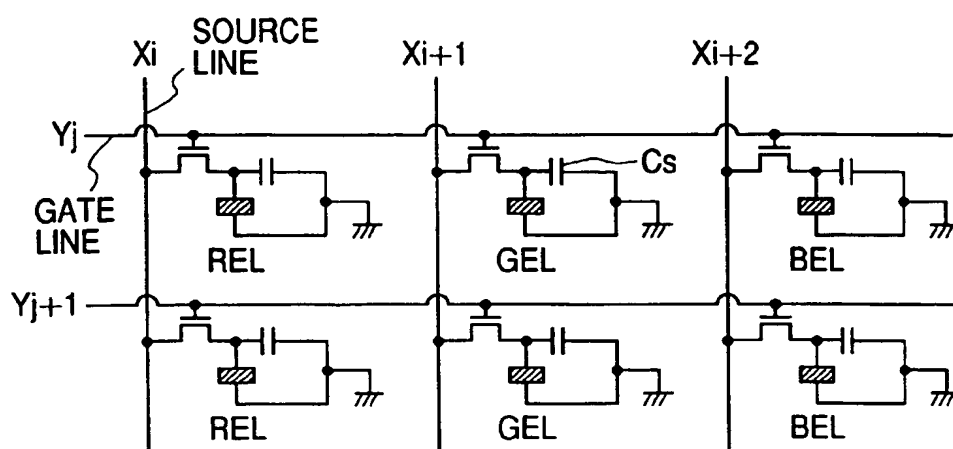 SOURCE
LINE
Xi
Xi+1
Xi+2
Yj
Cs
GATE
LINE
REL
GEL
BEL
Yj+1
REL
GEL
BEL